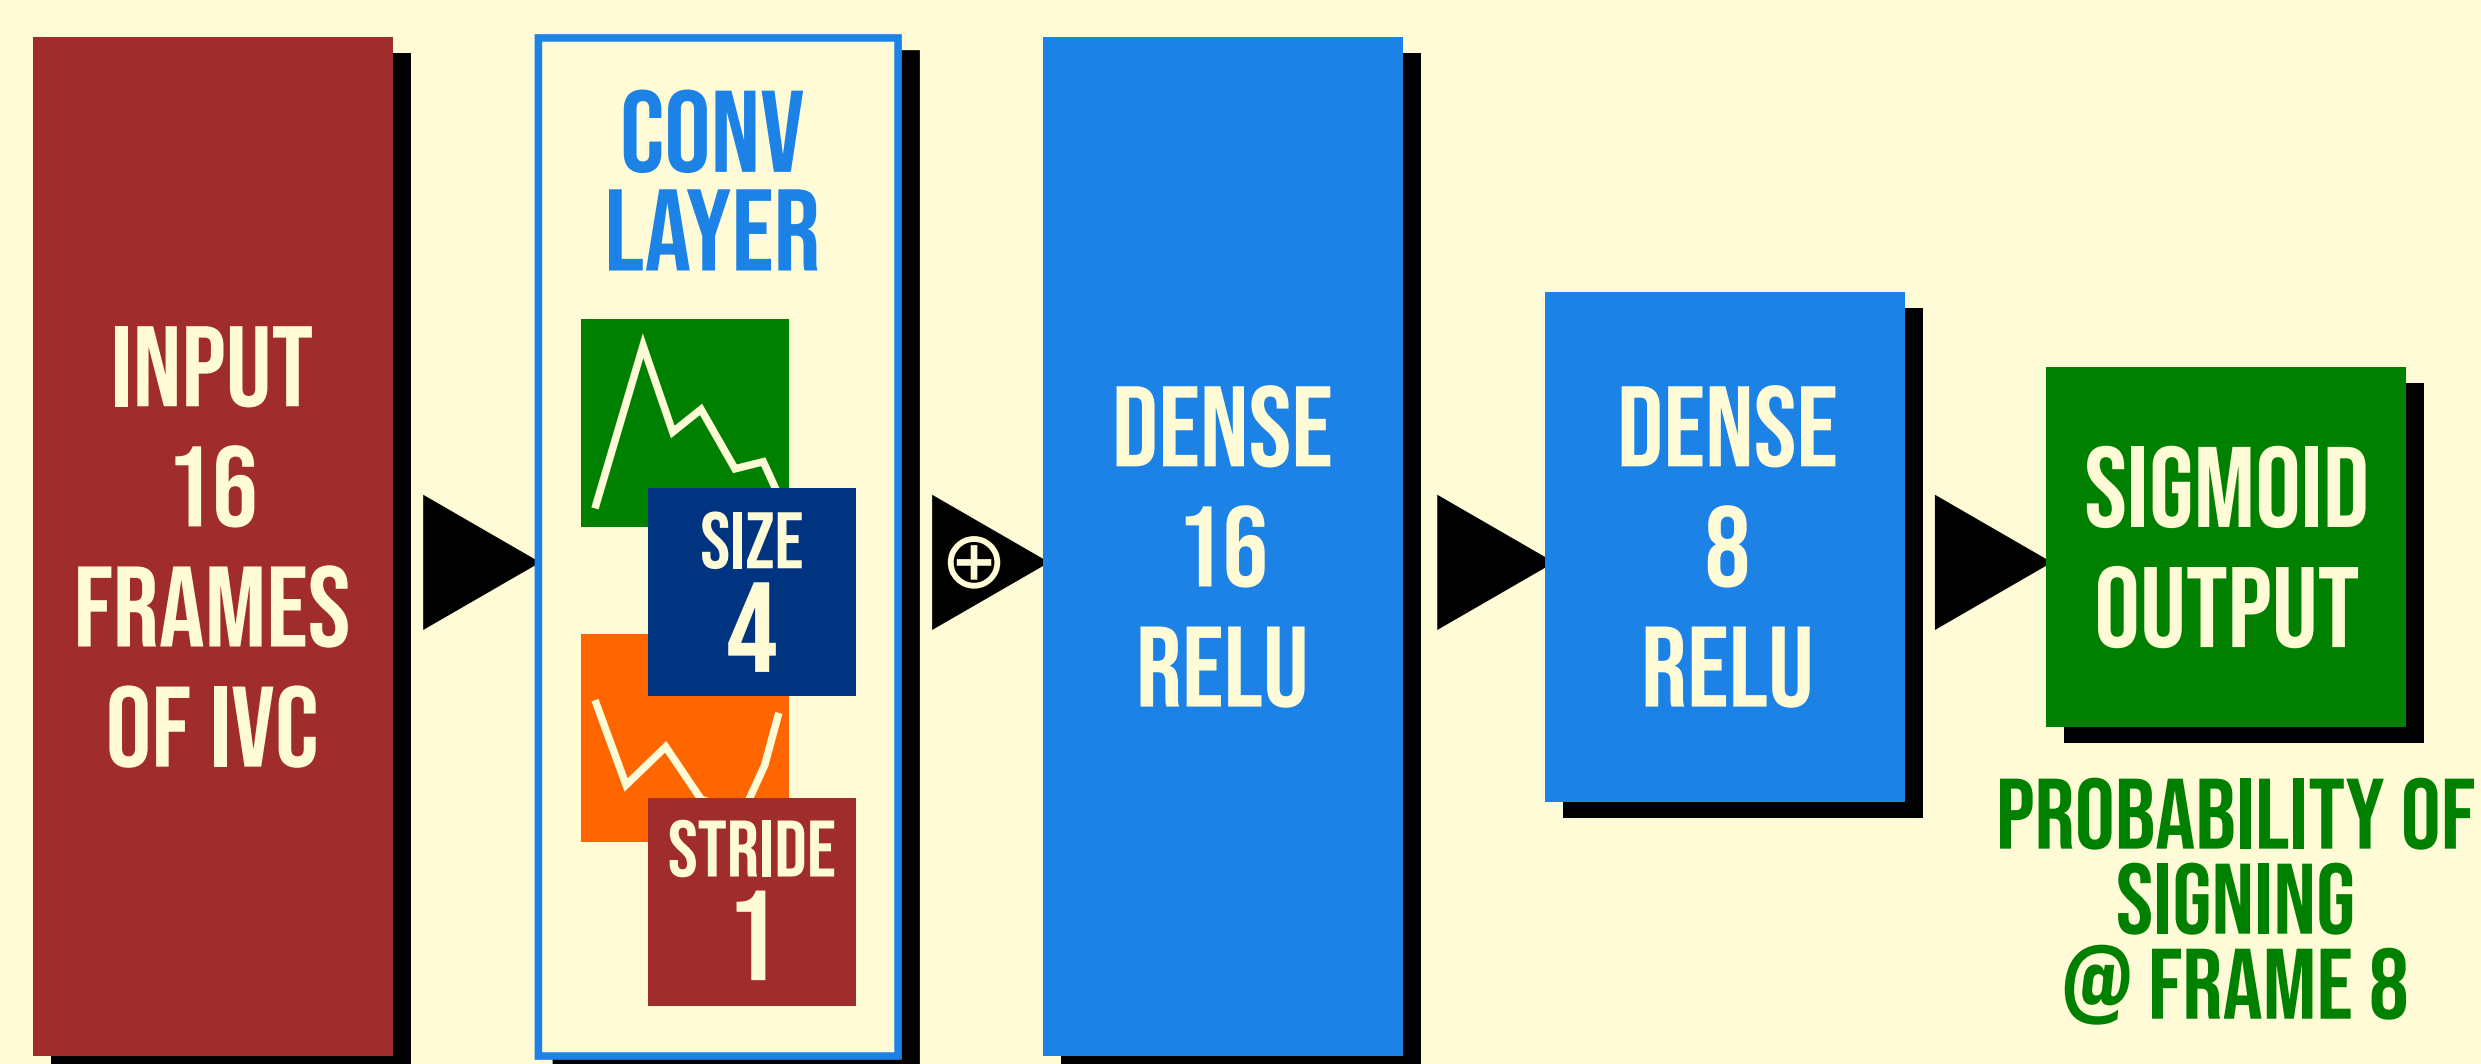 INPUT
16
FRAMES
OF IVC
CONV
LAYER
SIZE
4
STRIDE
1
⊕
DENSE
16
RELU
DENSE
8
RELU
SIGMOID
OUTPUT
PROBABILITY OF
SIGNING
@ FRAME 8